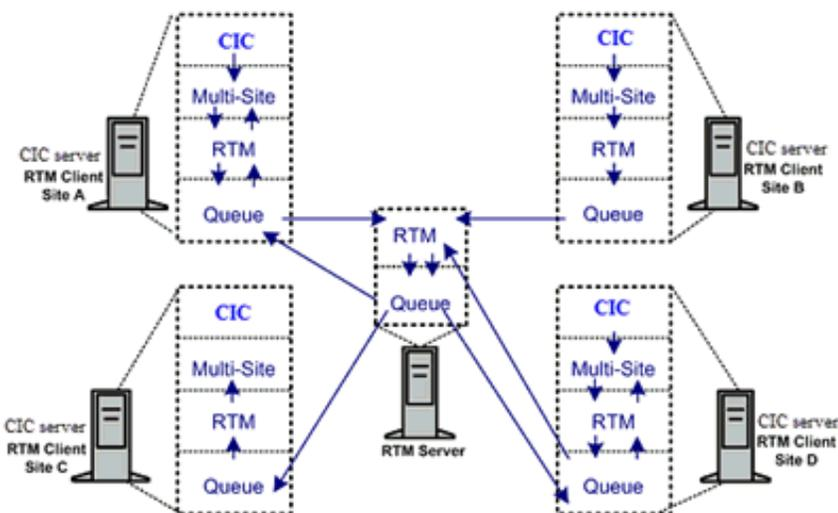 CIC
Multi-Site
RTM
Queue
CIC server
RTM Client
Site A
CIC
Multi-Site
RTM
Queue
CIC server
RTM Client
Site B
RTM
Queue
RTM Server
CIC
Multi-Site
RTM
Queue
CIC server
RTM Client
Site C
CIC
Multi-Site
RTM
Queue
CIC server
RTM Client
Site D